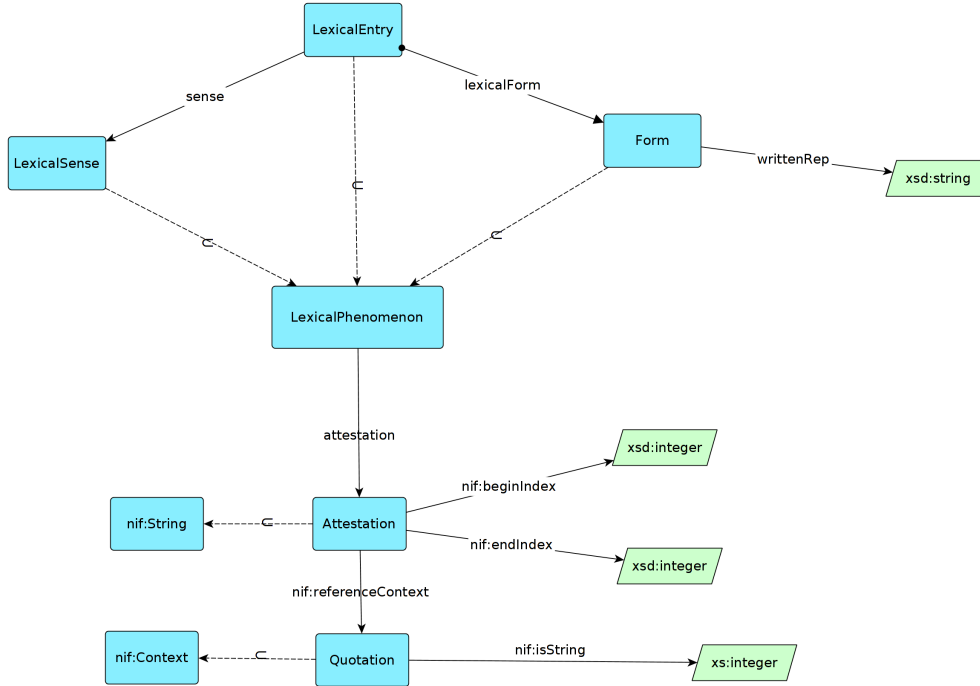 LexicalEntry
lexicalForm
sense
Form
writtenRep
LexicalSense
xsd:string
⊂
⊂
⊂
LexicalPhenomenon
attestation
xsd:integer
nif:beginIndex
nif:String
⊂
Attestation
nif:endIndex
xsd:integer
nif:referenceContext
nif:Context
⊂
Quotation
nif:isString
xs:integer